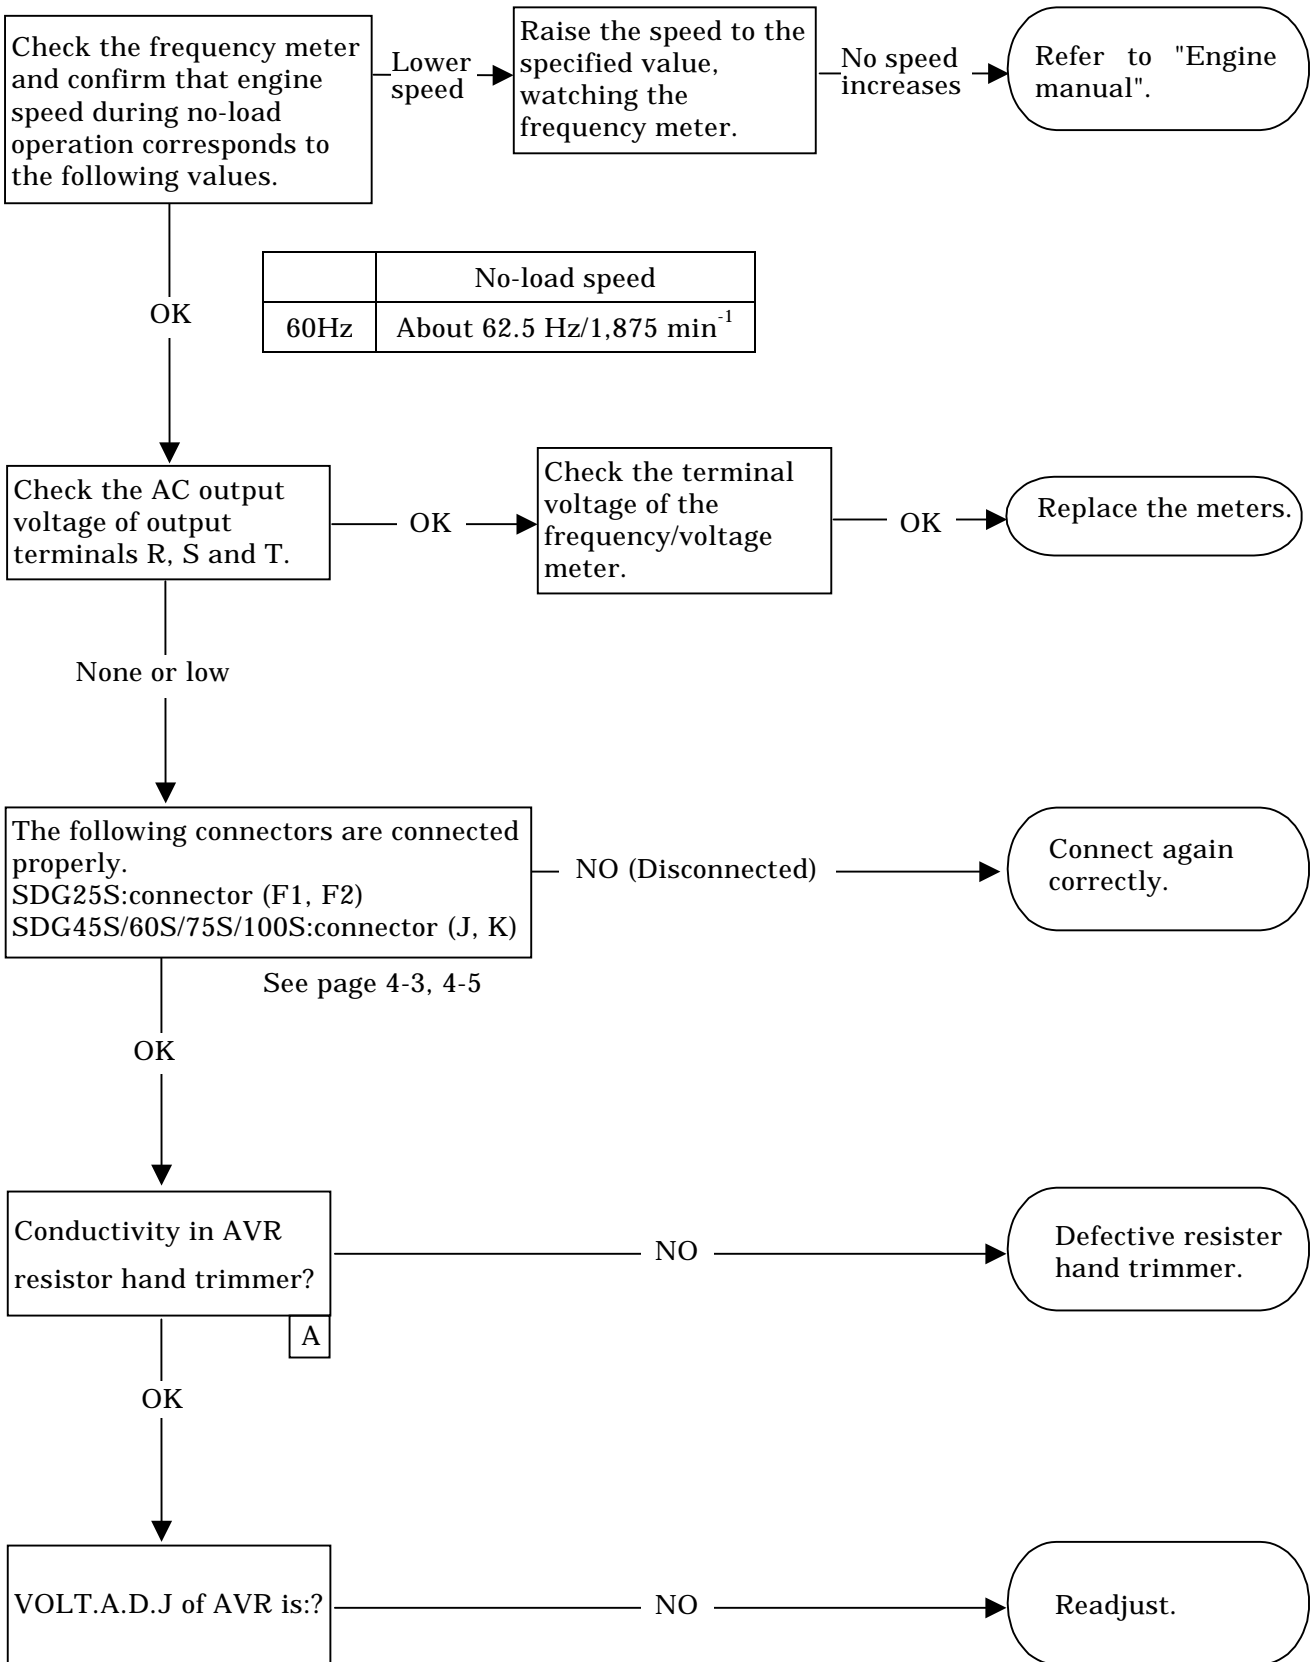 Check the frequency meter
and confirm that engine
speed during no-load
operation corresponds to
the following values.
Lower
speed
Raise the speed to the
specified value,
watching the
frequency meter.
No speed
increases
Refer to "Engine
manual".
OK
No-load speed
60Hz About 62.5 Hz/1,875 min⁻¹
Check the AC output
voltage of output
terminals R, S and T.
OK
Check the terminal
voltage of the
frequency/voltage
meter.
OK
Replace the meters.
None or low
The following connectors are connected
properly.
SDG25S:connector (F1, F2)
SDG45S/60S/75S/100S:connector (J, K)
NO (Disconnected)
Connect again
correctly.
See page 4-3, 4-5
OK
Conductivity in AVR
resistor hand trimmer?
A
NO
Defective resister
hand trimmer.
OK
VOLT.A.D.J of AVR is:?
NO
Readjust.